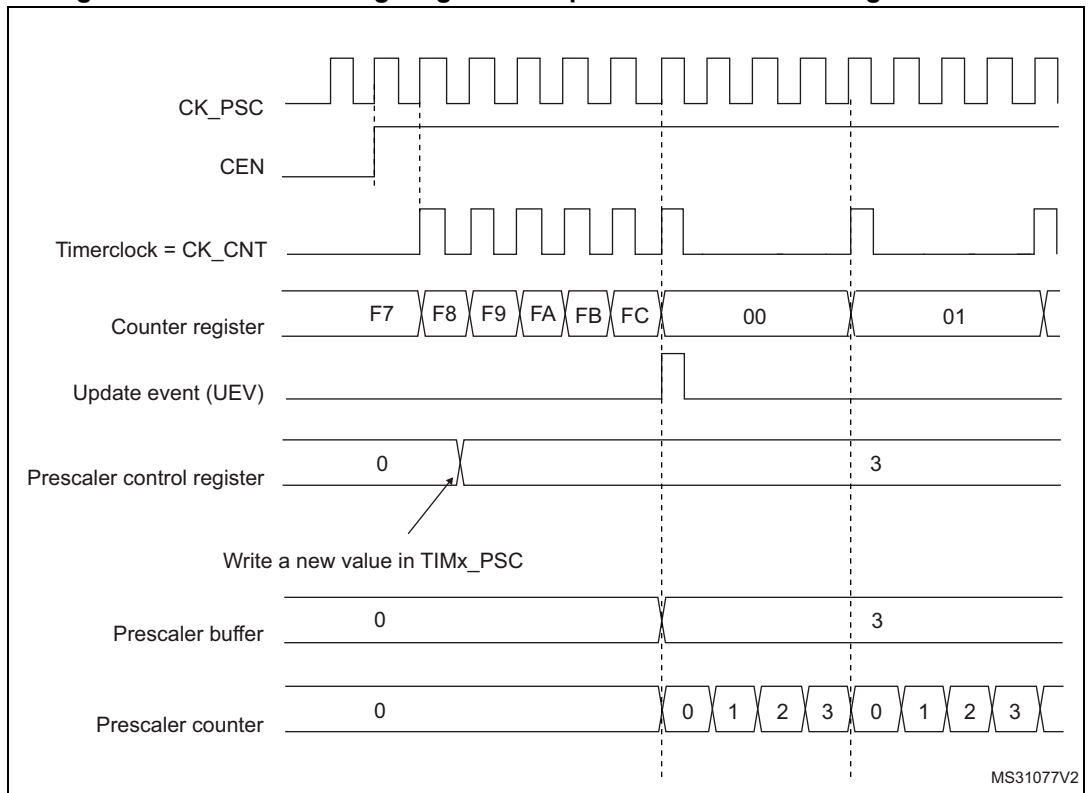 CK_PSC
CEN
Timerclock = CK_CNT
Counter register
F7 F8 F9 FA FB FC 00 01
Update event (UEV)
Prescaler control register
0 3
Write a new value in TIMx_PSC
Prescaler buffer
0 3
Prescaler counter
0 0 1 2 3 0 1 2 3
MS31077V2